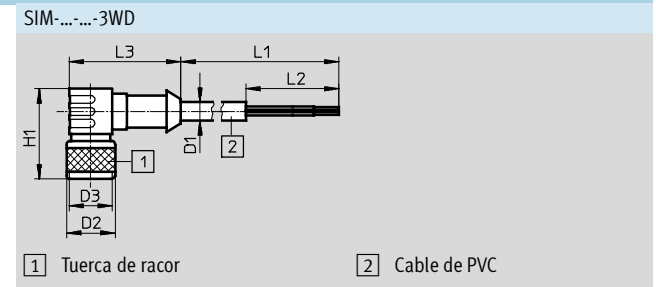 SIM-...-...-3WD
L3
L1
L2
H1
D1
2
1
D3
D2
1 Tuerca de racor
2 Cable de PVC